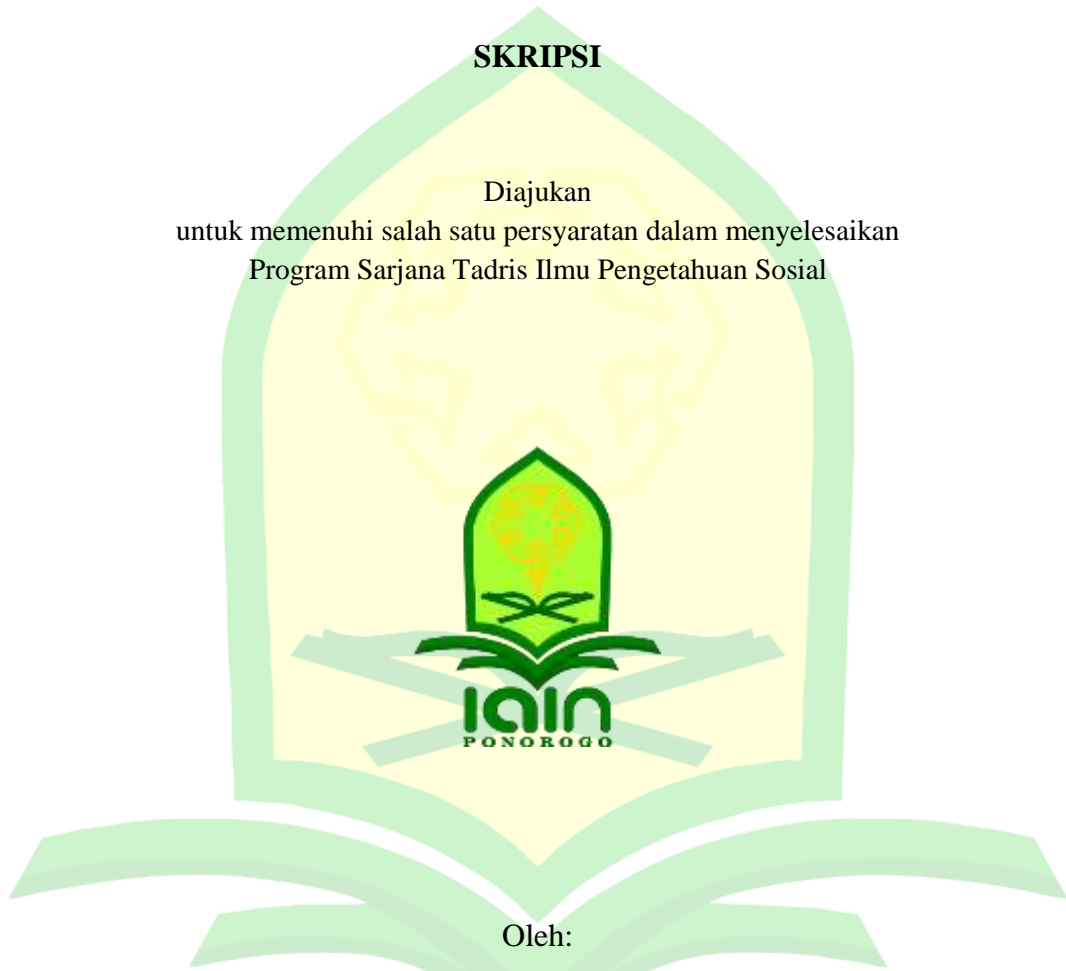 SKRIPSI
Diajukan
untuk memenuhi salah satu persyaratan dalam menyelesaikan
Program Sarjana Tadris Ilmu Pengetahuan Sosial
iain
PONOROGO
Oleh: